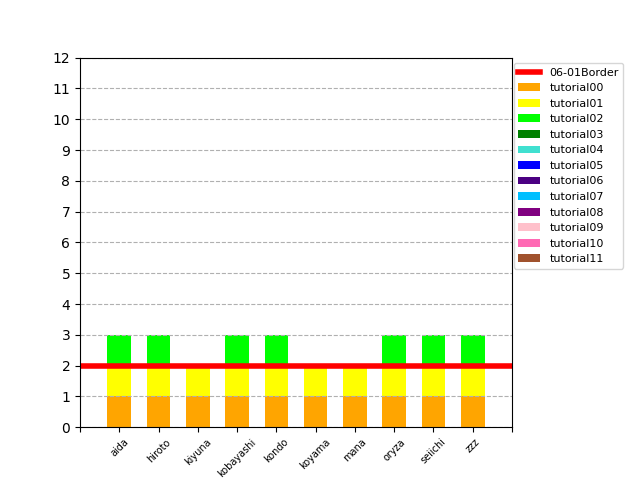 12
11
10
9
8
7
6
5
4
3
2
1
0
aida
hiroto
kiyuna
kobayashi
kondo
koyama
mana
oryza
seiichi
zzz
06-01Border
tutorial00
tutorial01
tutorial02
tutorial03
tutorial04
tutorial05
tutorial06
tutorial07
tutorial08
tutorial09
tutorial10
tutorial11